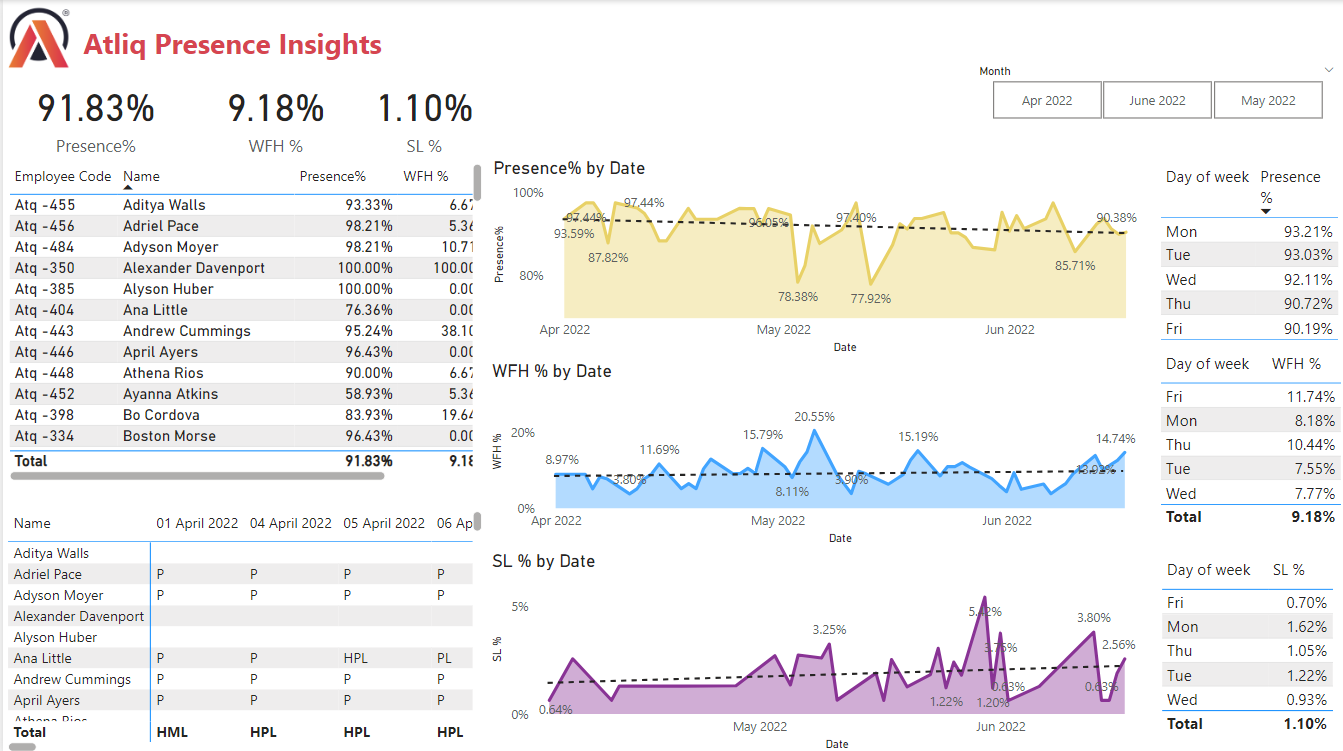 Atliq Presence Insights
91.83%
9.18%
1.10%
Presence%
WFH %
SL %
Month
Apr 2022
June 2022
May 2022
Employee Code Name Presence% WFH %
Atq -455 Aditya Walls 93.33% 6.67
Atq -456 Adriel Pace 98.21% 5.36
Atq -484 Adyson Moyer 98.21% 10.71
Atq -350 Alexander Davenport 100.00% 100.00
Atq -385 Alyson Huber 100.00% 0.00
Atq -404 Ana Little 76.36% 0.00
Atq -443 Andrew Cummings 95.24% 38.10
Atq -446 April Ayers 96.43% 0.00
Atq -448 Athena Rios 90.00% 6.67
Atq -452 Ayanna Atkins 58.93% 5.36
Atq -398 Bo Cordova 83.93% 19.64
Atq -334 Boston Morse 96.43% 0.00
Total 91.83% 9.18
Name 01 April 2022 04 April 2022 05 April 2022 06 Ap
Aditya Walls
Adriel Pace P P P P
Adyson Moyer P P P P
Alexander Davenport
Alyson Huber
Ana Little P P HPL PL
Andrew Cummings P P P P
April Ayers P P P P
Athena Rios
Total HML HPL HPL HPL
Presence% by Date
Presence%
100%
80%
97.44%
93.59%
87.82%
97.44%
96.05%
78.38%
97.40%
77.92%
85.71%
90.38%
Apr 2022
May 2022
Jun 2022
Date
WFH % by Date
WFH %
20%
0%
8.97%
3.80%
11.69%
15.79%
8.11%
20.55%
3.90%
15.19%
13.92%
14.74%
Apr 2022
May 2022
Jun 2022
Date
SL % by Date
SL %
5%
0%
0.64%
3.25%
1.22%
5.42%
1.20%
3.75%
0.63%
3.80%
0.63%
2.56%
May 2022
Jun 2022
Date
Day of week Presence
%
Mon 93.21%
Tue 93.03%
Wed 92.11%
Thu 90.72%
Fri 90.19%
Day of week WFH %
Fri 11.74%
Mon 8.18%
Thu 10.44%
Tue 7.55%
Wed 7.77%
Total 9.18%
Day of week SL %
Fri 0.70%
Mon 1.62%
Thu 1.05%
Tue 1.22%
Wed 0.93%
Total 1.10%